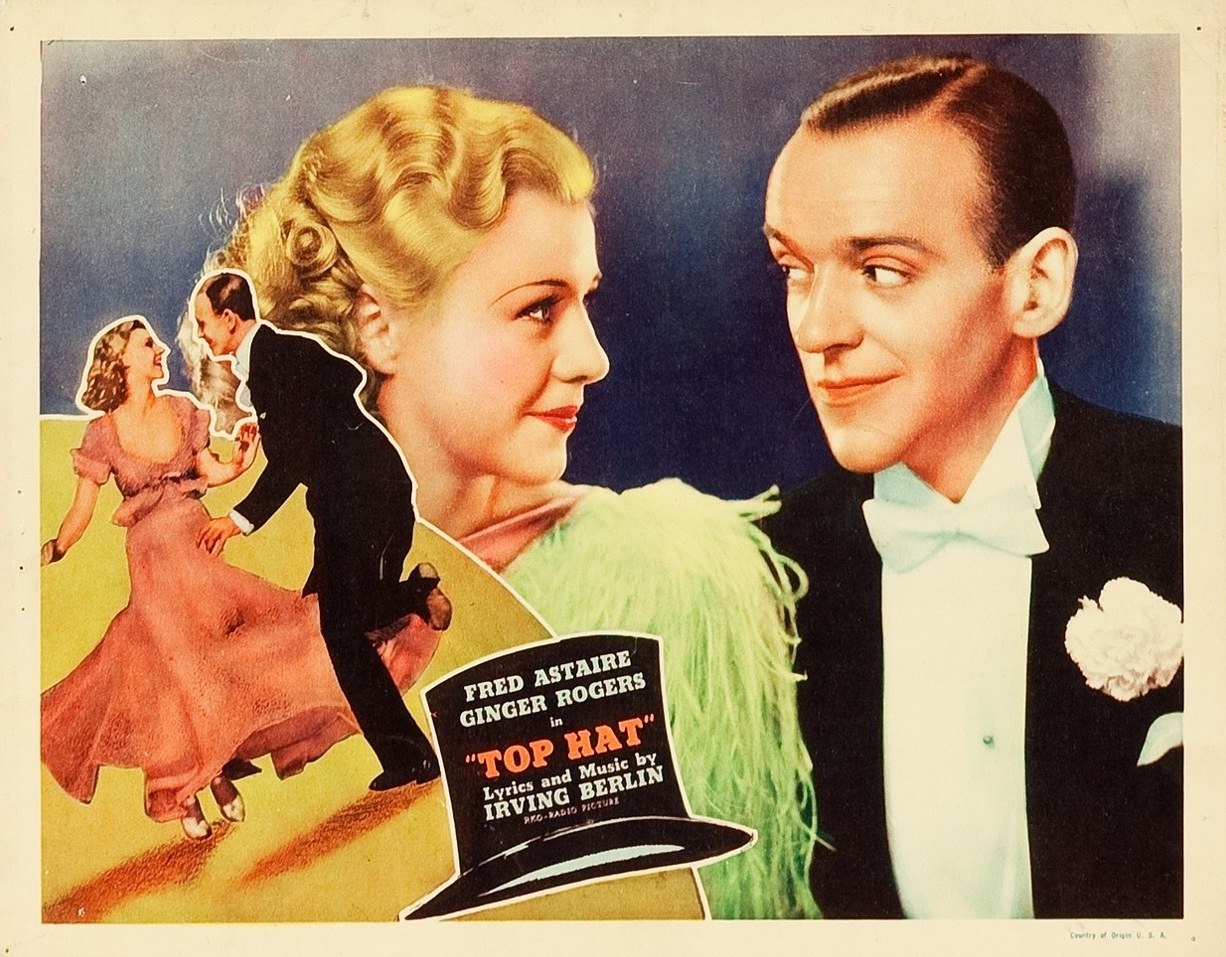 FRED ASTAIRE
GINGER ROGERS
in
"TOP HAT"
Lyrics and Music by
IRVING BERLIN
RKO-RADIO PICTURE
Country of Origin U. S. A.